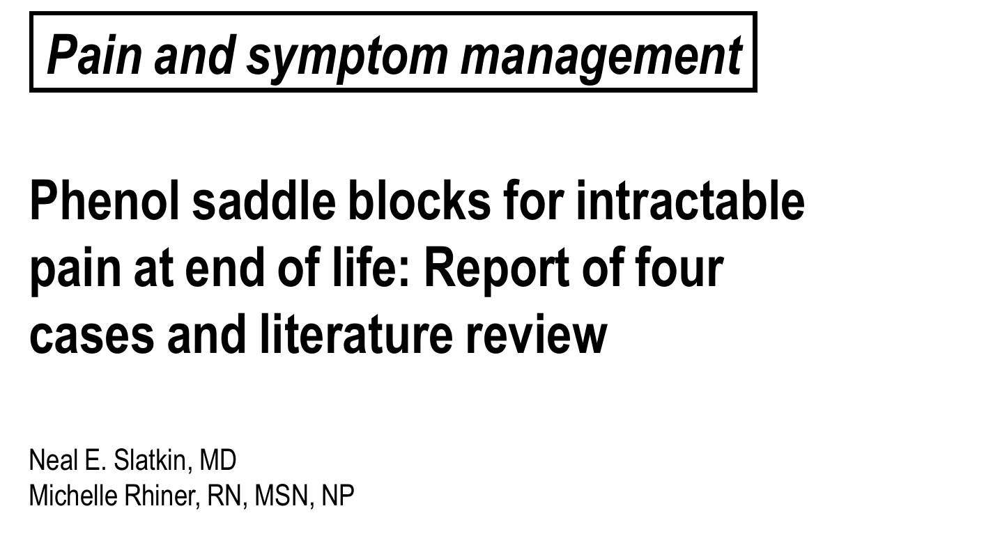 Pain and symptom management
Phenol saddle blocks for intractable
pain at end of life: Report of four
cases and literature review
Neal E. Slatkin, MD
Michelle Rhiner, RN, MSN, NP